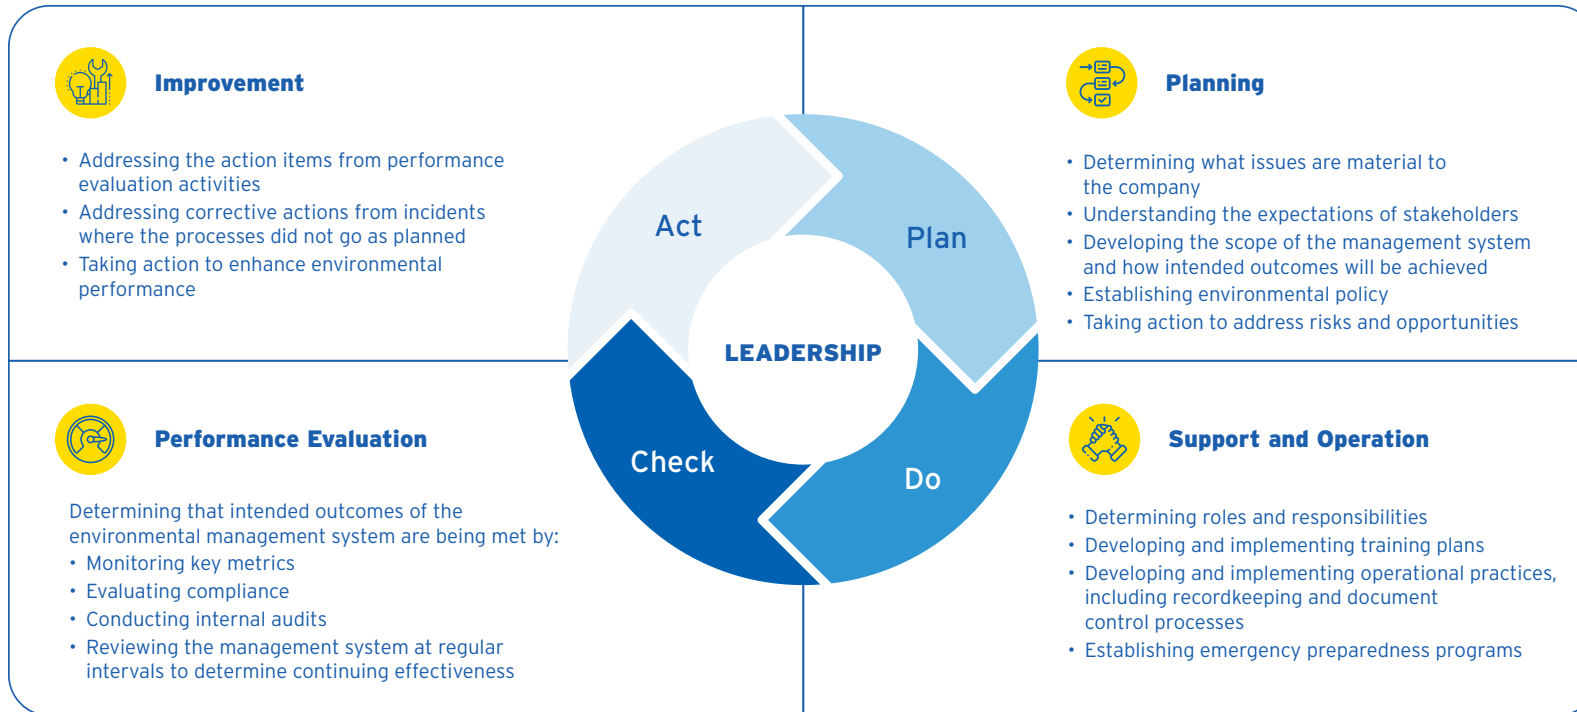 Improvement
• Addressing the action items from performance
evaluation activities
• Addressing corrective actions from incidents
where the processes did not go as planned
• Taking action to enhance environmental
performance
Planning
• Determining what issues are material to
the company
• Understanding the expectations of stakeholders
• Developing the scope of the management system
and how intended outcomes will be achieved
• Establishing environmental policy
• Taking action to address risks and opportunities
Act
Plan
LEADERSHIP
Check
Do
Performance Evaluation
Determining that intended outcomes of the
environmental management system are being met by:
• Monitoring key metrics
• Evaluating compliance
• Conducting internal audits
• Reviewing the management system at regular
intervals to determine continuing effectiveness
Support and Operation
• Determining roles and responsibilities
• Developing and implementing training plans
• Developing and implementing operational practices,
including recordkeeping and document
control processes
• Establishing emergency preparedness programs